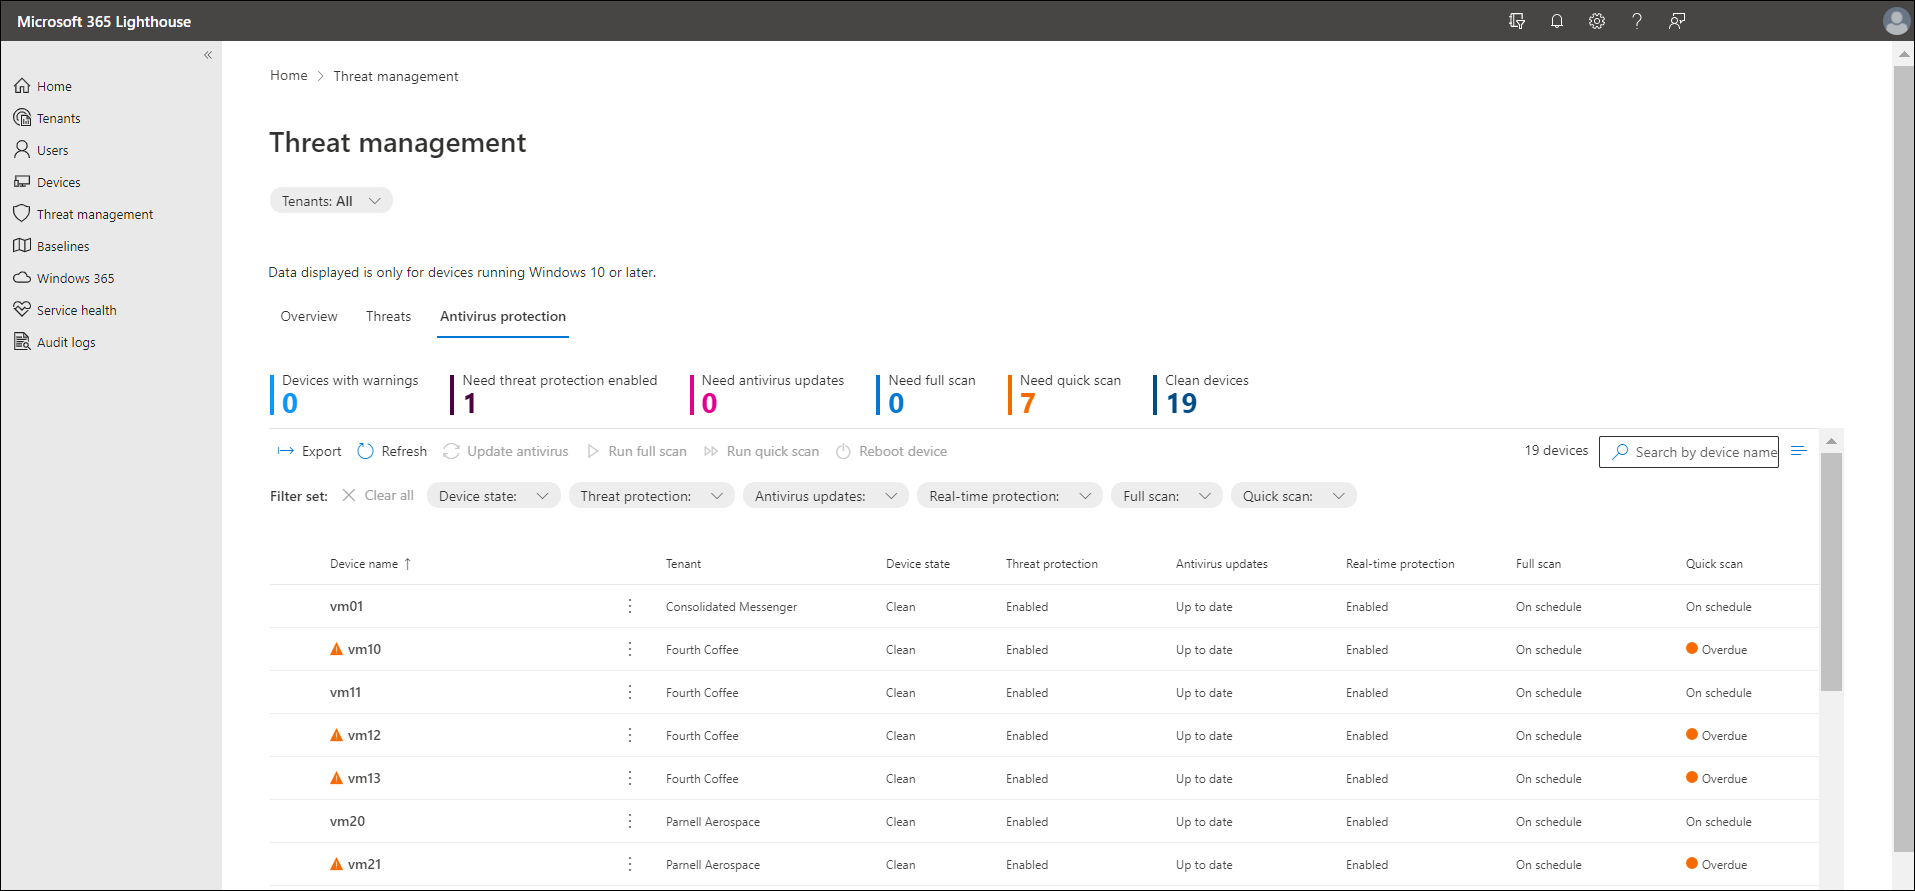 Microsoft 365 Lighthouse
Home
Tenants
Users
Devices
Threat management
Baselines
Windows 365
Service health
Audit logs
Home > Threat management
Threat management
Tenants: All
Data displayed is only for devices running Windows 10 or later.
Overview Threats Antivirus protection
Devices with warnings Need threat protection enabled Need antivirus updates Need full scan Need quick scan Clean devices
0 1 0 0 7 19
Export Refresh Update antivirus Run full scan Run quick scan Reboot device 19 devices Search by device name
Filter set: Clear all Device state: Threat protection: Antivirus updates: Real-time protection: Full scan: Quick scan:
Device name ↑ Tenant Device state Threat protection Antivirus updates Real-time protection Full scan Quick scan
vm01 Consolidated Messenger Clean Enabled Up to date Enabled On schedule On schedule
vm10 Fourth Coffee Clean Enabled Up to date Enabled On schedule Overdue
vm11 Fourth Coffee Clean Enabled Up to date Enabled On schedule On schedule
vm12 Fourth Coffee Clean Enabled Up to date Enabled On schedule Overdue
vm13 Fourth Coffee Clean Enabled Up to date Enabled On schedule Overdue
vm20 Parnell Aerospace Clean Enabled Up to date Enabled On schedule On schedule
vm21 Parnell Aerospace Clean Enabled Up to date Enabled On schedule Overdue